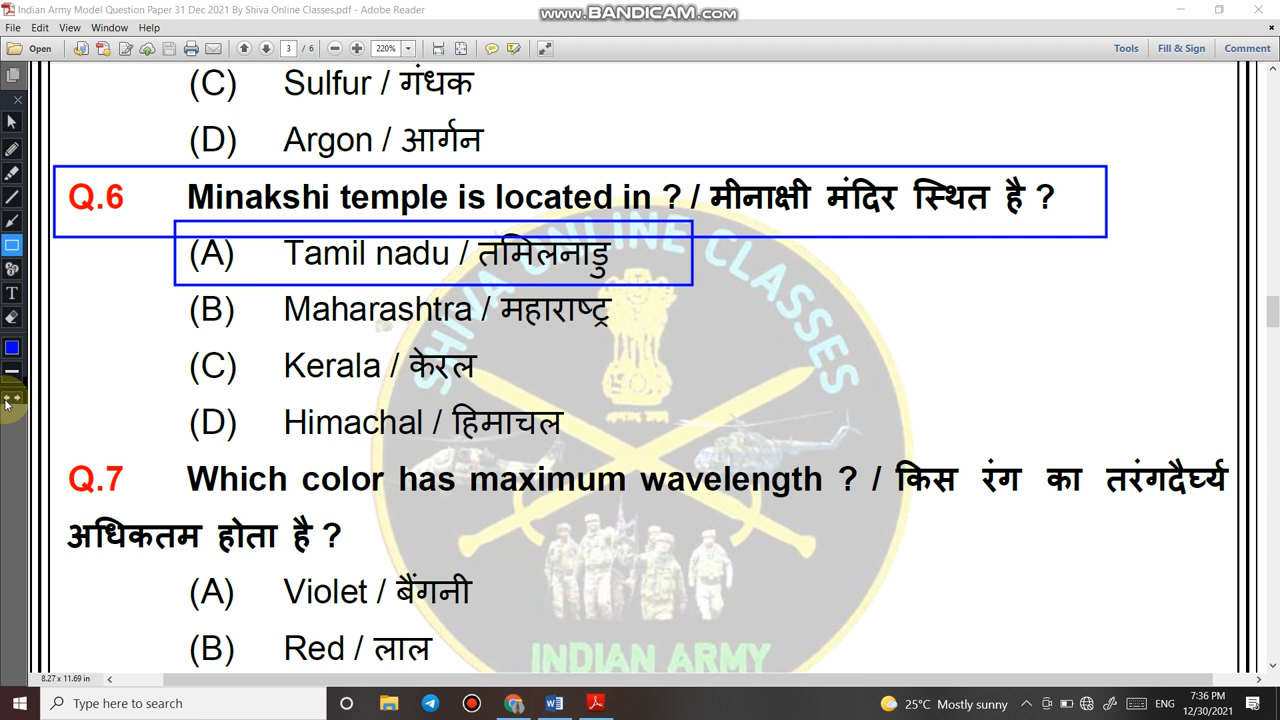 Indian Army Model Question Paper 31 Dec 2021 By Shiva Online Classes.pdf - Adobe Reader
WWW.BANDICAM.COM
File Edit View Window Help
Open 3 / 6 220% Tools Fill & Sign Comment
(C) Sulfur / गंधक
(D) Argon / आर्गन
Q.6 Minakshi temple is located in ? / मीनाक्षी मंदिर स्थित है ?
(A) Tamil nadu / तमिलनाडु
(B) Maharashtra / महाराष्ट्र
(C) Kerala / केरल
(D) Himachal / हिमाचल
Q.7 Which color has maximum wavelength ? / किस रंग का तरंगदैर्घ्य
अधिकतम होता है ?
(A) Violet / बैंगनी
(B) Red / लाल
SHIVA ONLINE CLASSES
INDIAN ARMY
8.27 x 11.69 in
Type here to search
25°C Mostly sunny ENG
7:36 PM
12/30/2021